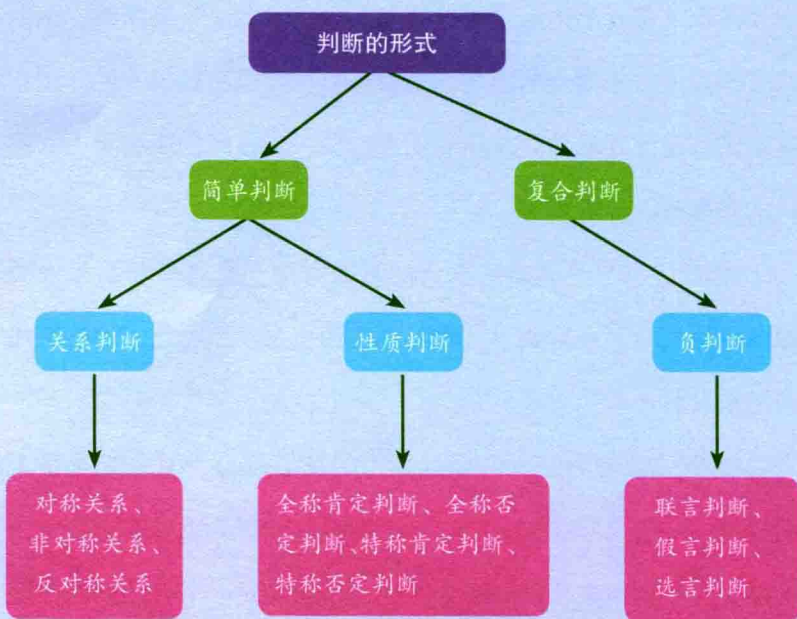 判断的形式
简单判断
复合判断
关系判断
性质判断
负判断
对称关系、
非对称关系、
反对称关系
全称肯定判断、全称否
定判断、特称肯定判断、
特称否定判断
联言判断、
假言判断、
选言判断